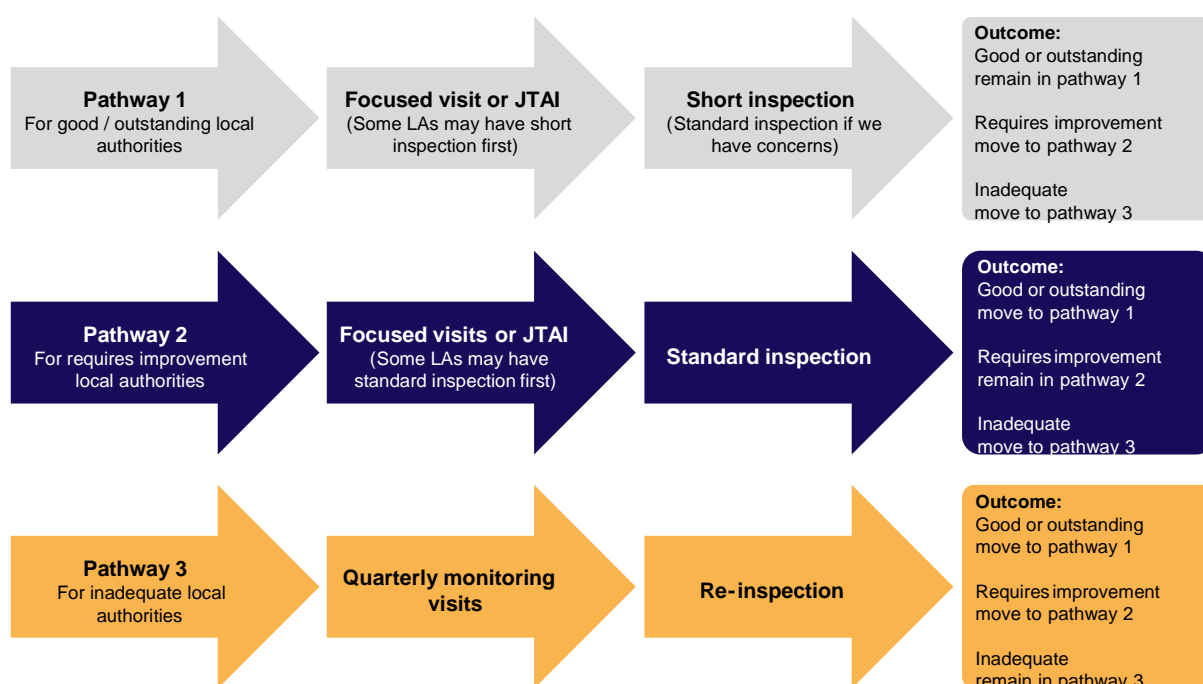 Pathway 1
For good / outstanding local
authorities
Focused visit or JTAI
(Some LAs may have short
inspection first)
Short inspection
(Standard inspection if we
have concerns)
Outcome:
Good or outstanding
remain in pathway 1
Requires improvement
move to pathway 2
Inadequate
move to pathway 3
Pathway 2
For requires improvement
local authorities
Focused visits or JTAI
(Some LAs may have
standard inspection first)
Standard inspection
Outcome:
Good or outstanding
move to pathway 1
Requires improvement
remain in pathway 2
Inadequate
move to pathway 3
Pathway 3
For inadequate local
authorities
Quarterly monitoring
visits
Re-inspection
Outcome:
Good or outstanding
move to pathway 1
Requires improvement
move to pathway 2
Inadequate
remain in pathway 3